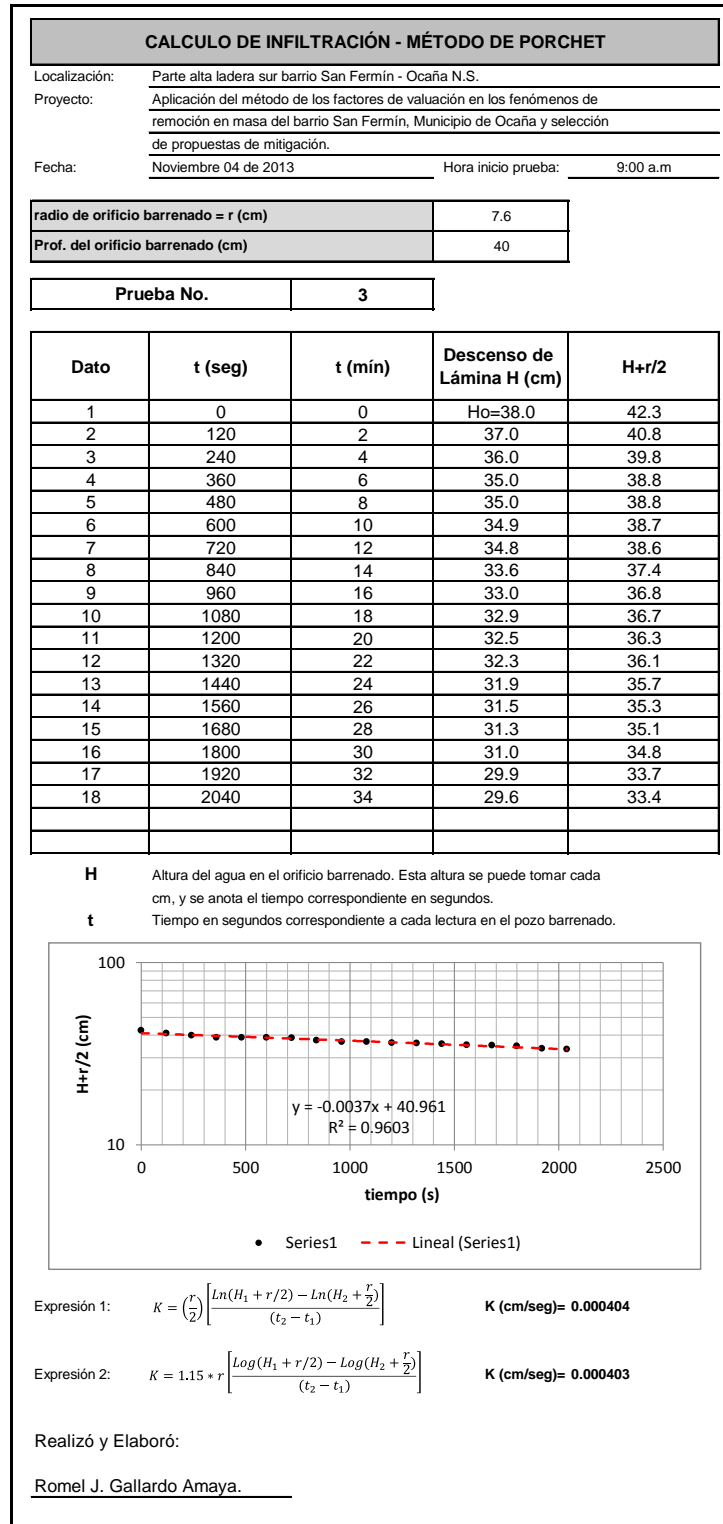 CALCULO DE INFILTRACIÓN - MÉTODO DE PORCHET
Localización: Parte alta ladera sur barrio San Fermín - Ocaña N.S.
Proyecto: Aplicación del método de los factores de valuación en los fenómenos de
remoción en masa del barrio San Fermín, Municipio de Ocaña y selección
de propuestas de mitigación.
Fecha: Noviembre 04 de 2013 Hora inicio prueba: 9:00 a.m
radio de orificio barrenado = r (cm) 7.6
Prof. del orificio barrenado (cm) 40
Prueba No. 3
Dato t (seg) t (mín) Descenso de Lámina H (cm) H+r/2
1 0 0 Ho=38.0 42.3
2 120 2 37.0 40.8
3 240 4 36.0 39.8
4 360 6 35.0 38.8
5 480 8 35.0 38.8
6 600 10 34.9 38.7
7 720 12 34.8 38.6
8 840 14 33.6 37.4
9 960 16 33.0 36.8
10 1080 18 32.9 36.7
11 1200 20 32.5 36.3
12 1320 22 32.3 36.1
13 1440 24 31.9 35.7
14 1560 26 31.5 35.3
15 1680 28 31.3 35.1
16 1800 30 31.0 34.8
17 1920 32 29.9 33.7
18 2040 34 29.6 33.4
H Altura del agua en el orificio barrenado. Esta altura se puede tomar cada
cm, y se anota el tiempo correspondiente en segundos.
t Tiempo en segundos correspondiente a cada lectura en el pozo barrenado.
100
H+r/2 (cm)
y = -0.0037x + 40.961
R² = 0.9603
10
0 500 1000 1500 2000 2500
tiempo (s)
Series1 Lineal (Series1)
Expresión 1: K = (r/2) [Ln(H₁ + r/2) − Ln(H₂ + r/2) / (t₂ − t₁)] K (cm/seg)= 0.000404
Expresión 2: K = 1.15 * r [Log(H₁ + r/2) − Log(H₂ + r/2) / (t₂ − t₁)] K (cm/seg)= 0.000403
Realizó y Elaboró:
Romel J. Gallardo Amaya.